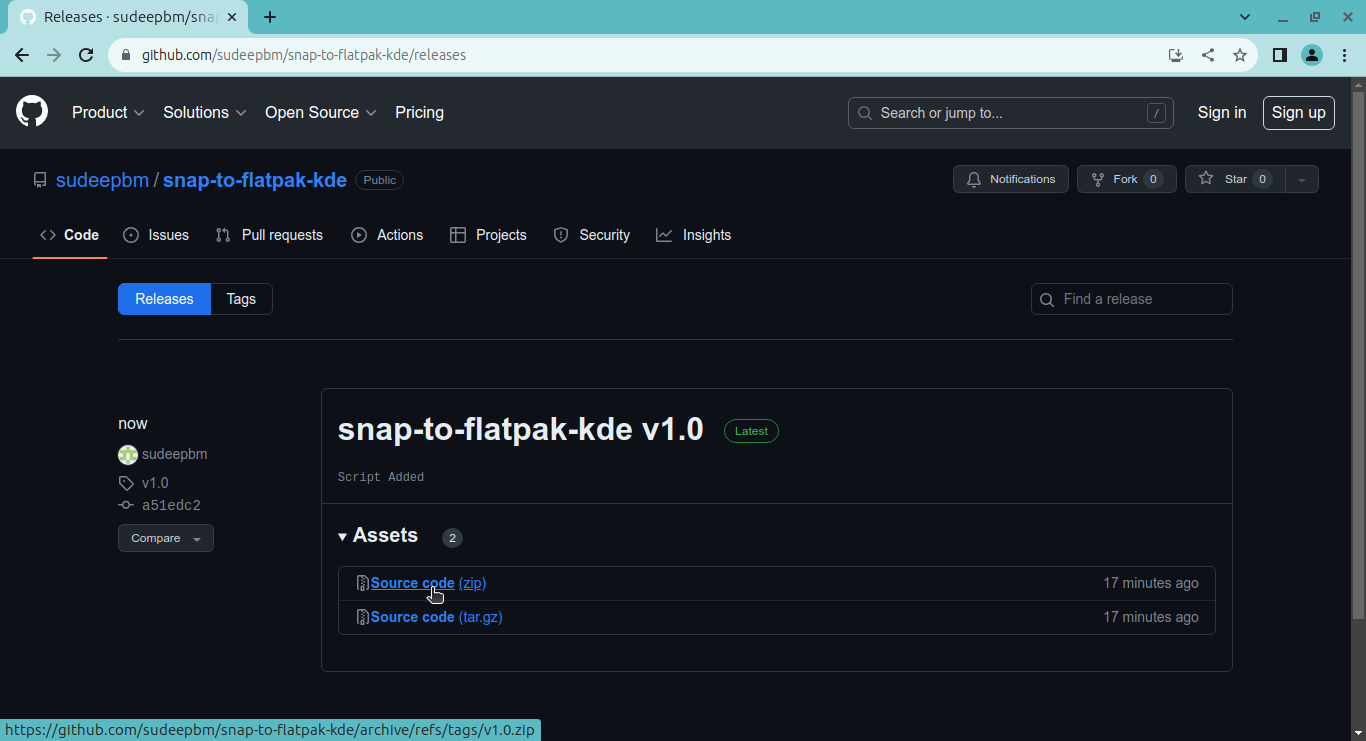 Releases · sudeepbm/sna
github.com/sudeepbm/snap-to-flatpak-kde/releases
Product Solutions Open Source Pricing Search or jump to... / Sign in Sign up
sudeepbm / snap-to-flatpak-kde Public Notifications Fork 0 Star 0
Code Issues Pull requests Actions Projects Security Insights
Releases Tags Find a release
now
sudeepbm
v1.0
a51edc2
Compare
snap-to-flatpak-kde v1.0 Latest
Script Added
Assets 2
Source code (zip) 17 minutes ago
Source code (tar.gz) 17 minutes ago
https://github.com/sudeepbm/snap-to-flatpak-kde/archive/refs/tags/v1.0.zip